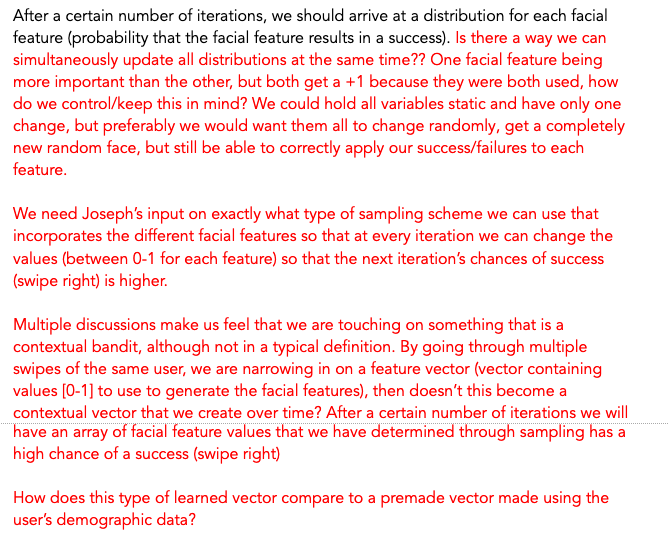 After a certain number of iterations, we should arrive at a distribution for each facial
feature (probability that the facial feature results in a success). Is there a way we can
simultaneously update all distributions at the same time?? One facial feature being
more important than the other, but both get a +1 because they were both used, how
do we control/keep this in mind? We could hold all variables static and have only one
change, but preferably we would want them all to change randomly, get a completely
new random face, but still be able to correctly apply our success/failures to each
feature.
We need Joseph's input on exactly what type of sampling scheme we can use that
incorporates the different facial features so that at every iteration we can change the
values (between 0-1 for each feature) so that the next iteration's chances of success
(swipe right) is higher.
Multiple discussions make us feel that we are touching on something that is a
contextual bandit, although not in a typical definition. By going through multiple
swipes of the same user, we are narrowing in on a feature vector (vector containing
values [0-1] to use to generate the facial features), then doesn't this become a
contextual vector that we create over time? After a certain number of iterations we will
have an array of facial feature values that we have determined through sampling has a
high chance of a success (swipe right)
How does this type of learned vector compare to a premade vector made using the
user's demographic data?